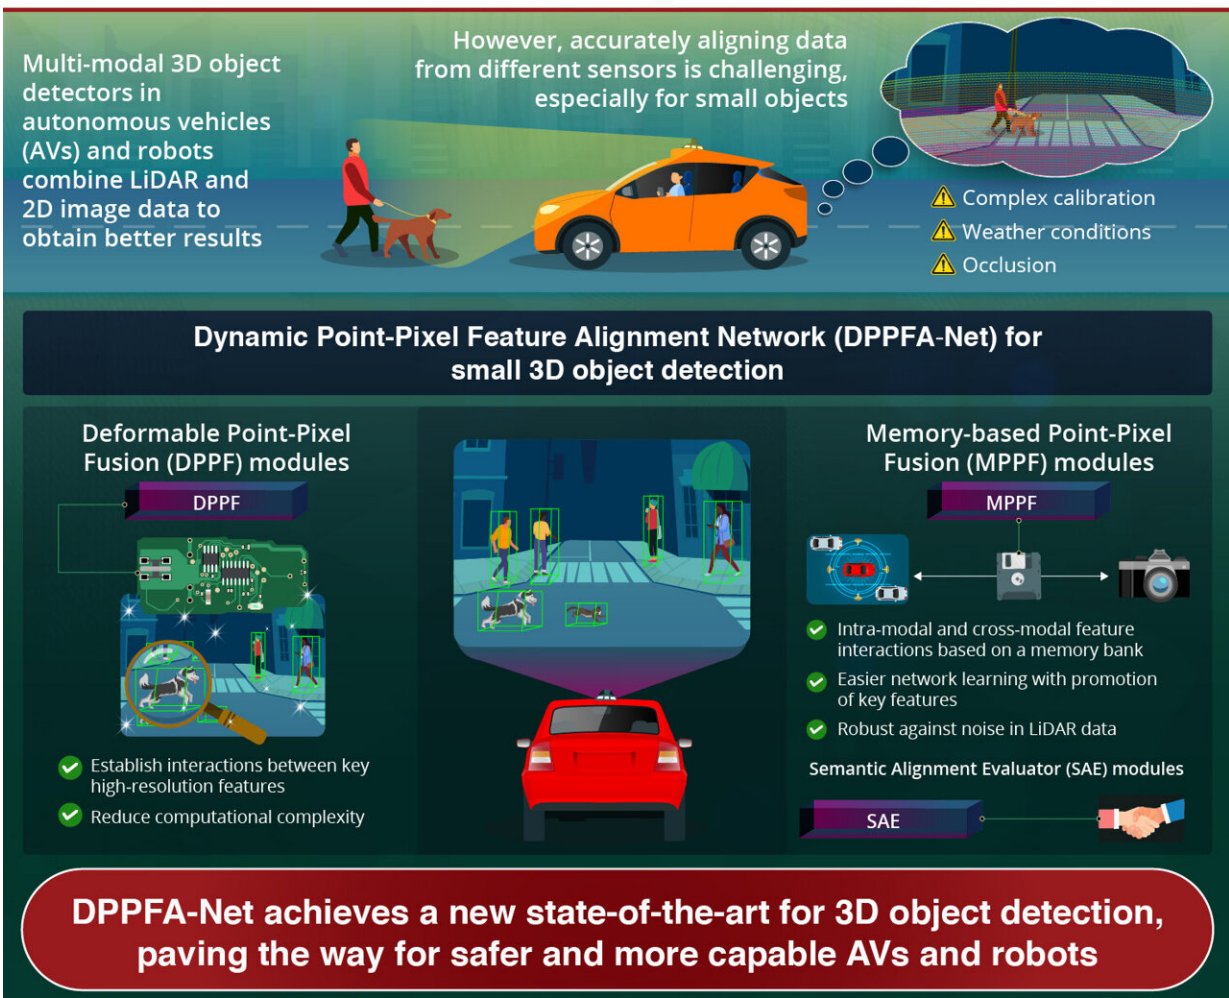 Multi-modal 3D object
detectors in
autonomous vehicles
(AVs) and robots
combine LiDAR and
2D image data to
obtain better results
However, accurately aligning data
from different sensors is challenging,
especially for small objects
Complex calibration
Weather conditions
Occlusion
Dynamic Point-Pixel Feature Alignment Network (DPPFA-Net) for
small 3D object detection
Deformable Point-Pixel
Fusion (DPPF) modules
DPPF
Establish interactions between key
high-resolution features
Reduce computational complexity
Memory-based Point-Pixel
Fusion (MPPF) modules
MPPF
Intra-modal and cross-modal feature
interactions based on a memory bank
Easier network learning with promotion
of key features
Robust against noise in LiDAR data
Semantic Alignment Evaluator (SAE) modules
SAE
DPPFA-Net achieves a new state-of-the-art for 3D object detection,
paving the way for safer and more capable AVs and robots